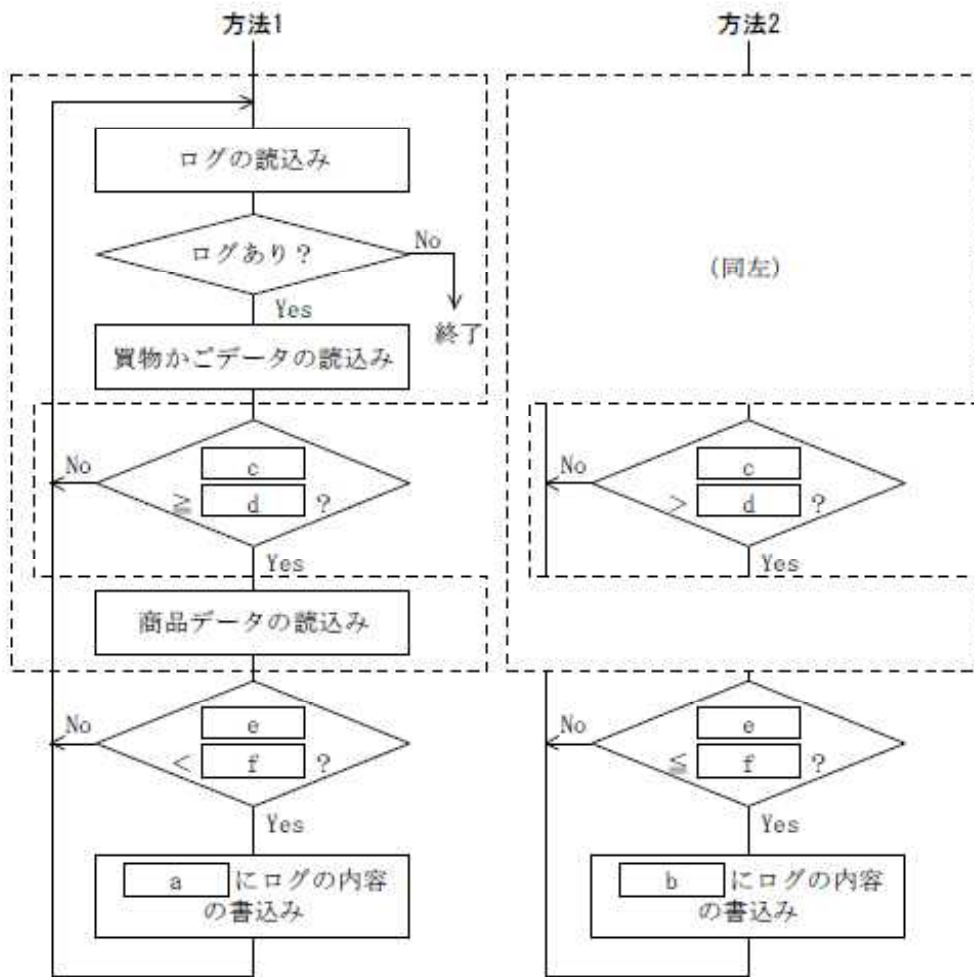 方法1
方法2
ログの読込み
ログあり?
No
(同左)
Yes
終了
買物かごデータの読込み
No
c
≧ d ?
Yes
No
c
> d ?
Yes
商品データの読込み
No
e
< f ?
Yes
No
e
≦ f ?
Yes
a にログの内容
の書込み
b にログの内容
の書込み